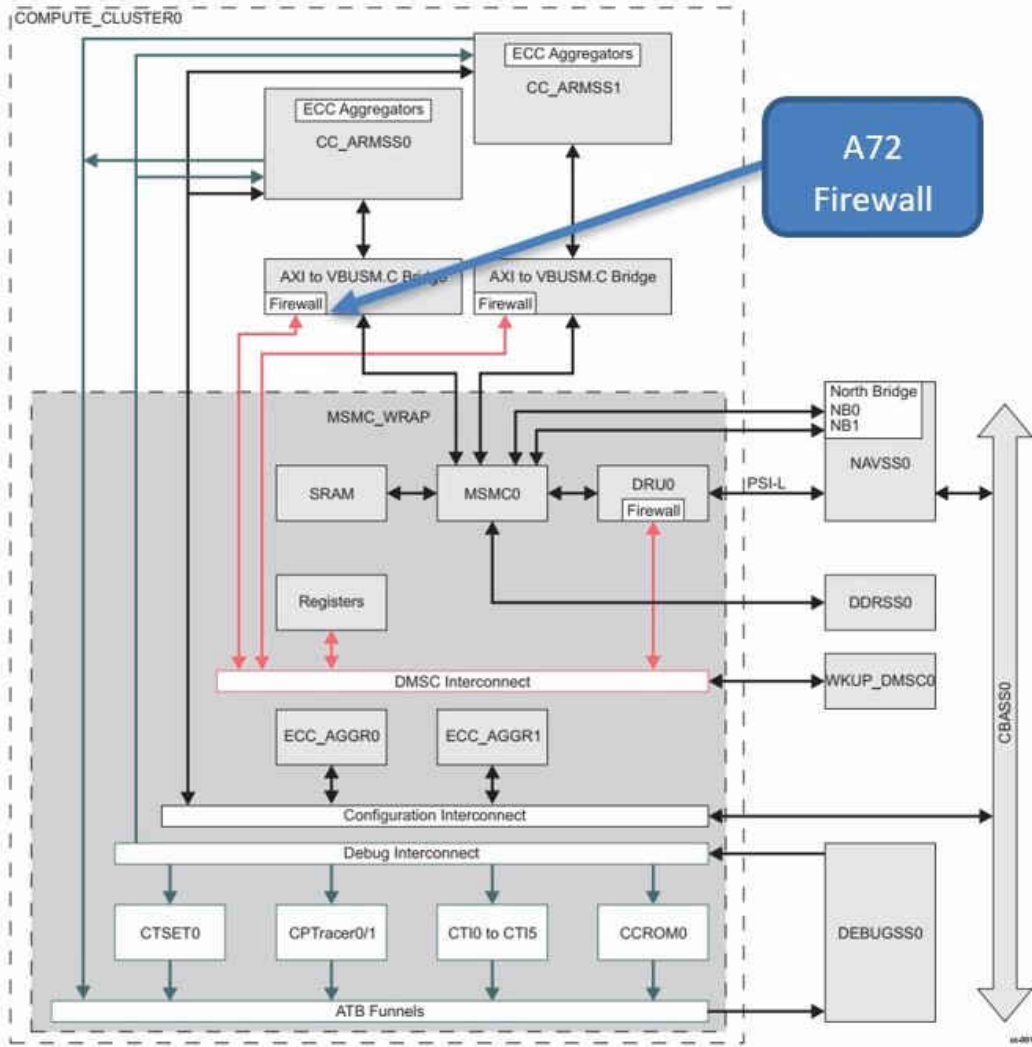 COMPUTE_CLUSTER0
ECC Aggregators
CC_ARMSS1
ECC Aggregators
CC_ARMSS0
A72
Firewall
AXI to VBUSM.C Bridge
Firewall
AXI to VBUSM.C Bridge
Firewall
MSMC_WRAP
North Bridge
NB0
NB1
NAVSS0
SRAM
MSMC0
DRU0
Firewall
PSI-L
Registers
DDRSS0
DMSC Interconnect
WKUP_DMSC0
CBASS0
ECC_AGGR0
ECC_AGGR1
Configuration Interconnect
Debug Interconnect
CTSET0
CPTracer0/1
CTI0 to CTI5
CCROM0
DEBUGSS0
ATB Funnels